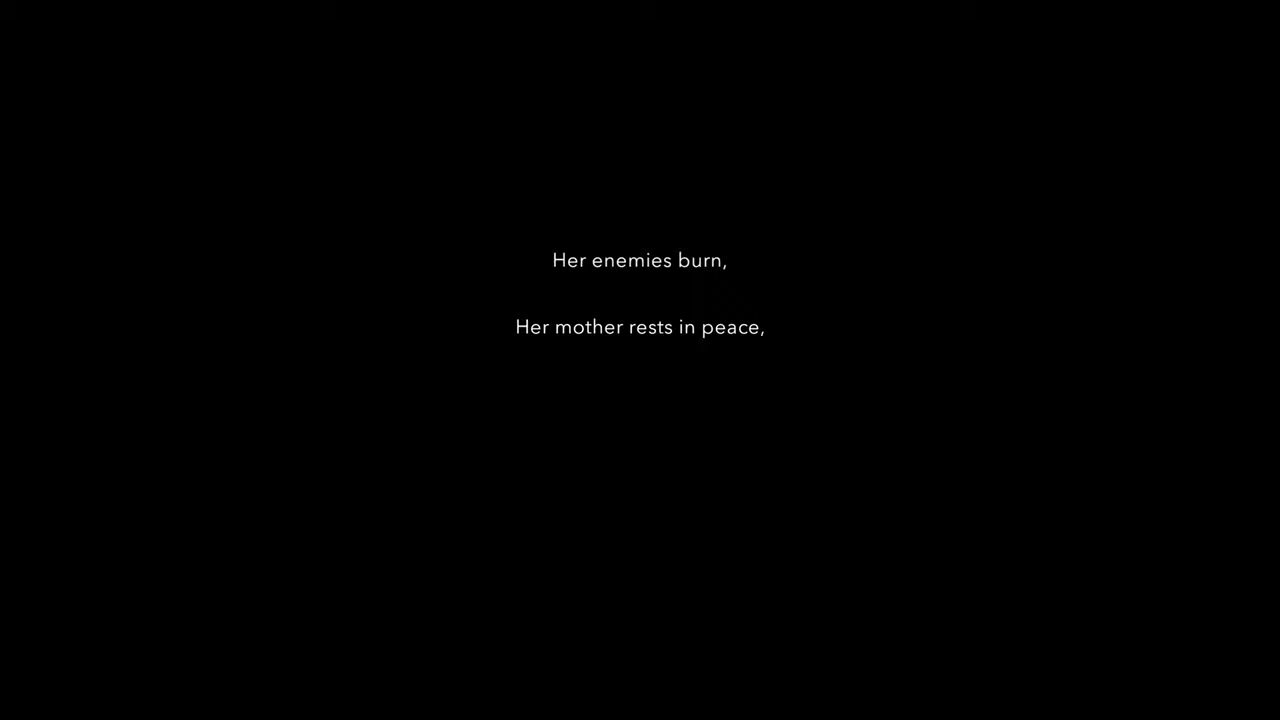 Her enemies burn,
Her mother rests in peace,